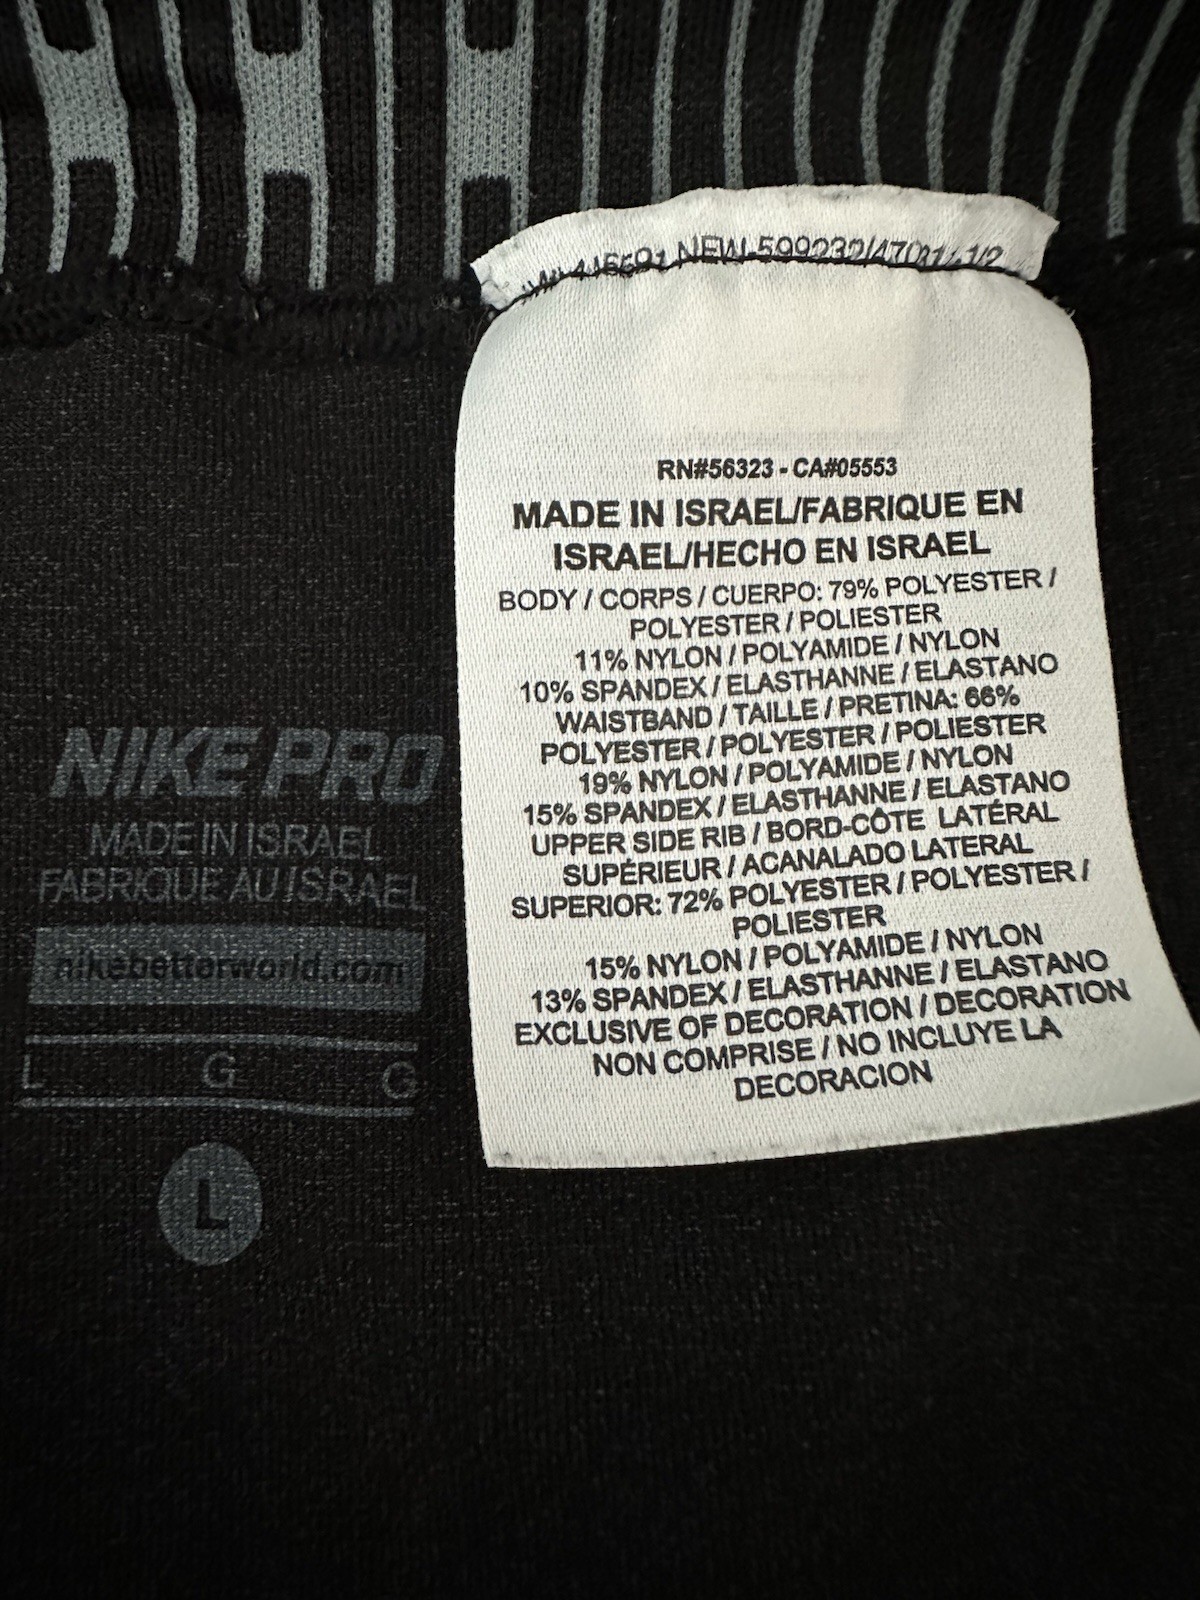 NEW-599232/
RN#56323 - CA#05553
MADE IN ISRAEL/FABRIQUE EN
ISRAEL/HECHO EN ISRAEL
BODY / CORPS / CUERPO: 79% POLYESTER /
POLYESTER / POLIESTER
11% NYLON / POLYAMIDE / NYLON
10% SPANDEX / ELASTHANNE / ELASTANO
WAISTBAND / TAILLE / PRETINA: 66%
POLYESTER / POLYESTER / POLIESTER
19% NYLON / POLYAMIDE / NYLON
15% SPANDEX / ELASTHANNE / ELASTANO
UPPER SIDE RIB / BORD-CÔTE LATÉRAL
SUPÉRIEUR / ACANALADO LATERAL
SUPERIOR: 72% POLYESTER / POLYESTER /
POLIESTER
15% NYLON / POLYAMIDE / NYLON
13% SPANDEX / ELASTHANNE / ELASTANO
EXCLUSIVE OF DECORATION / DECORATION
NON COMPRISE / NO INCLUYE LA
DECORACION
NIKE PRO
MADE IN ISRAEL
FABRIQUE AU ISRAEL
nikebetterworld.com
L G G
L